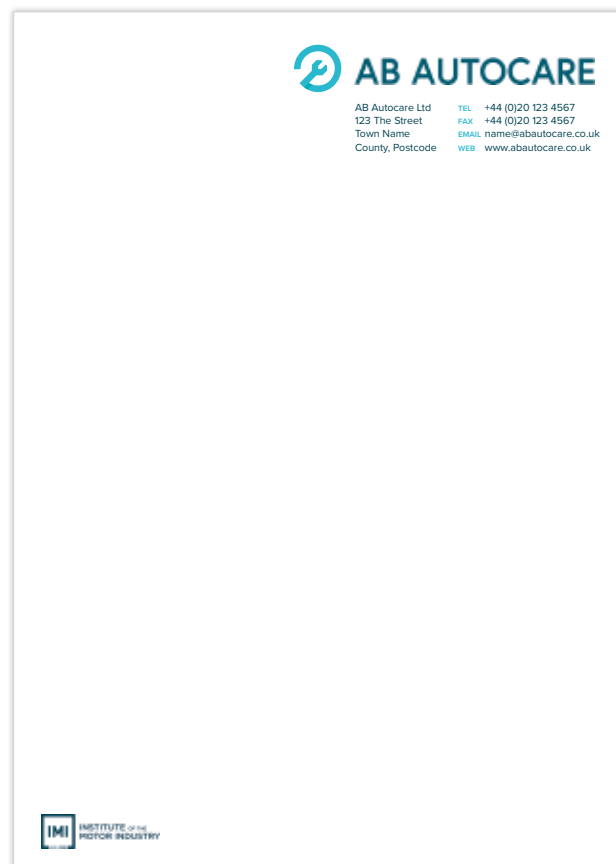 AB AUTOCARE
AB Autocare Ltd
123 The Street
Town Name
County, Postcode
TEL +44 (0)20 123 4567
FAX +44 (0)20 123 4567
EMAIL name@abautocare.co.uk
WEB www.abautocare.co.uk
IMI
INSTITUTE OF THE
MOTOR INDUSTRY